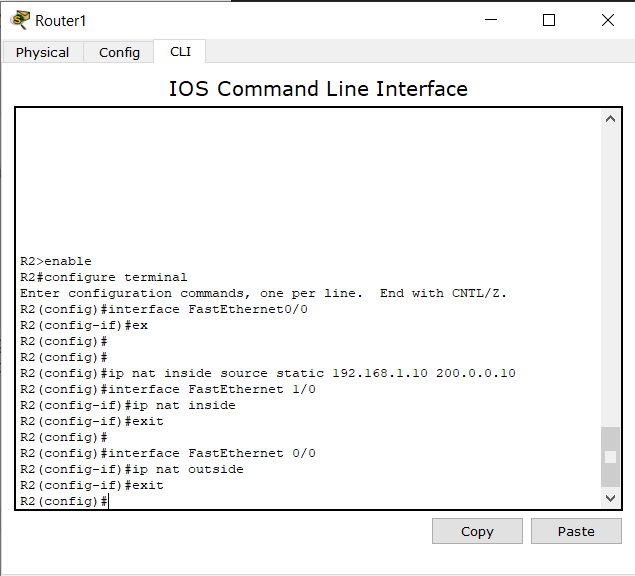 Router1
Physical Config CLI
IOS Command Line Interface
R2>enable
R2#configure terminal
Enter configuration commands, one per line.  End with CNTL/Z.
R2(config)#interface FastEthernet0/0
R2(config-if)#ex
R2(config)#
R2(config)#
R2(config)#ip nat inside source static 192.168.1.10 200.0.0.10
R2(config)#interface FastEthernet 1/0
R2(config-if)#ip nat inside
R2(config-if)#exit
R2(config)#
R2(config)#interface FastEthernet 0/0
R2(config-if)#ip nat outside
R2(config-if)#exit
R2(config)#
Copy Paste